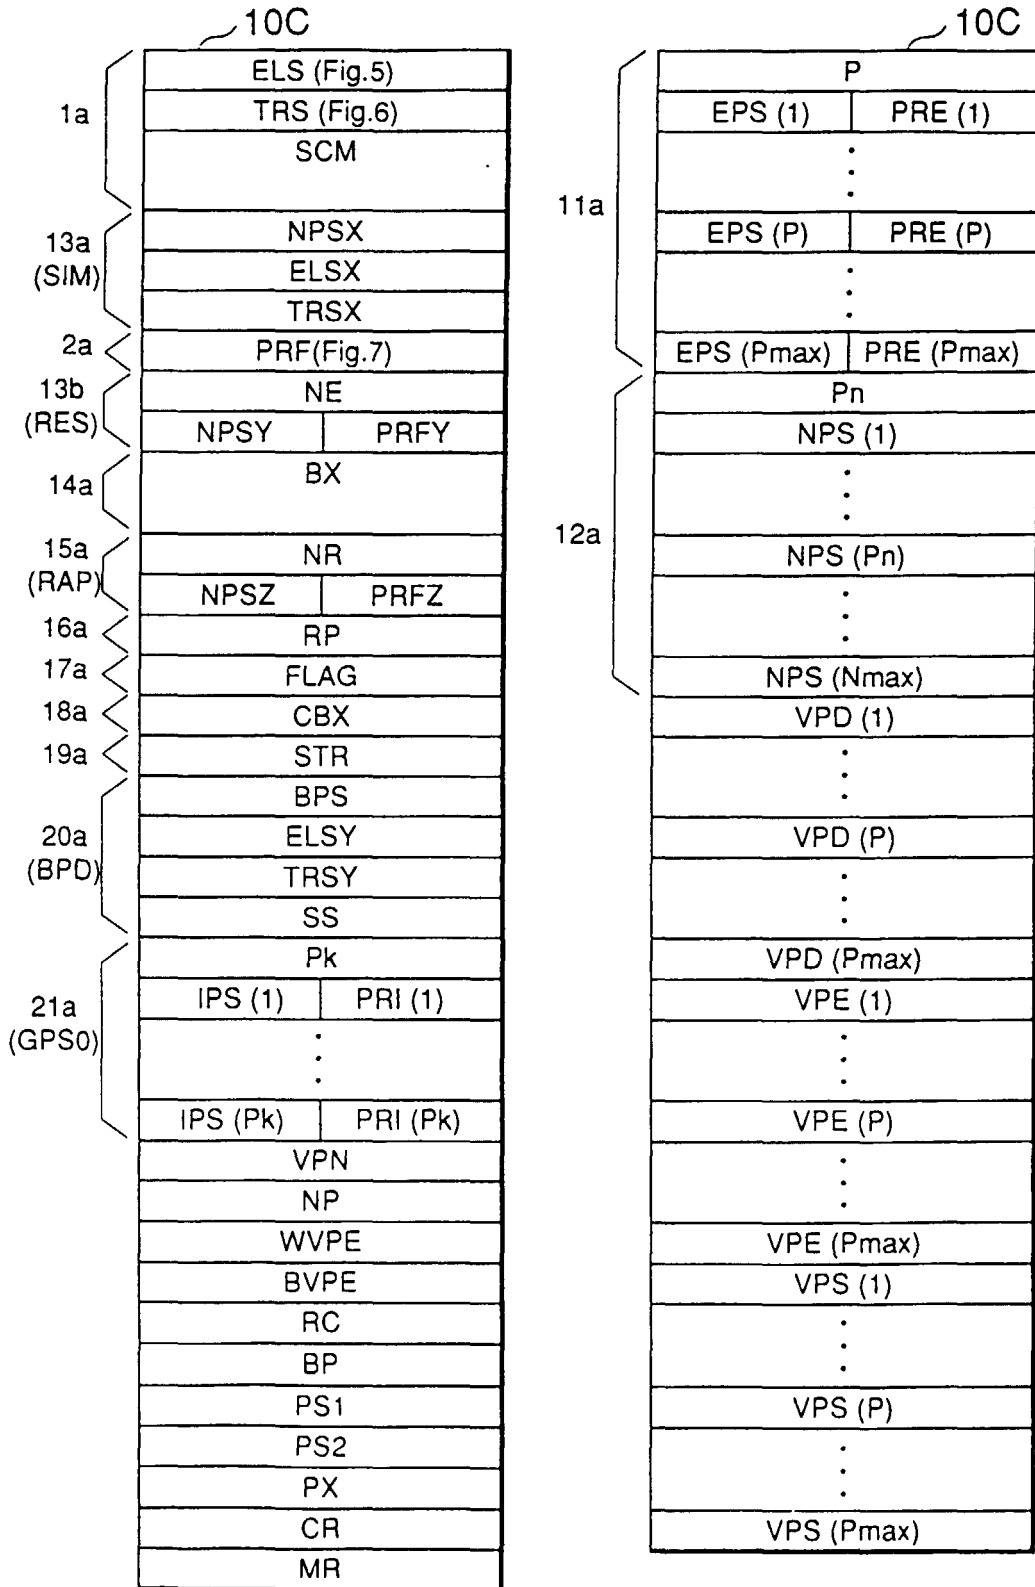 10C
1a
ELS (Fig.5)
TRS (Fig.6)
SCM
13a
(SIM)
NPSX
ELSX
TRSX
2a
PRF(Fig.7)
13b
(RES)
NE
NPSY PRFY
14a
BX
15a
(RAP)
NR
NPSZ PRFZ
16a
RP
17a
FLAG
18a
CBX
19a
STR
20a
(BPD)
BPS
ELSY
TRSY
SS
21a
(GPS0)
Pk
IPS (1) PRI (1)
IPS (Pk) PRI (Pk)
VPN
NP
WVPE
BVPE
RC
BP
PS1
PS2
PX
CR
MR
10C
11a
P
EPS (1) PRE (1)
EPS (P) PRE (P)
EPS (Pmax) PRE (Pmax)
12a
Pn
NPS (1)
NPS (Pn)
NPS (Nmax)
VPD (1)
VPD (P)
VPD (Pmax)
VPE (1)
VPE (P)
VPE (Pmax)
VPS (1)
VPS (P)
VPS (Pmax)